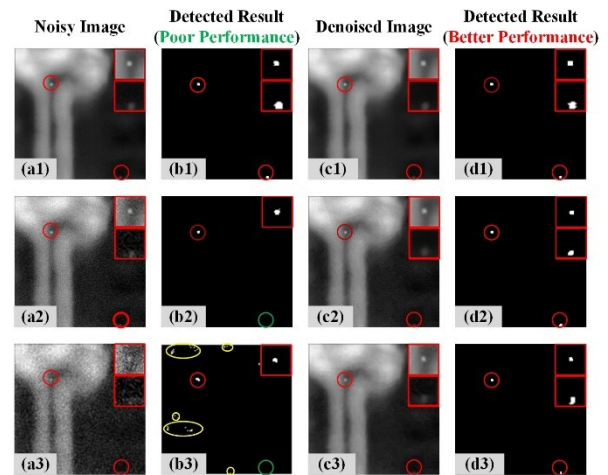 Noisy Image
Detected Result
(Poor Performance)
Denoised Image
Detected Result
(Better Performance)
(a1)
(b1)
(c1)
(d1)
(a2)
(b2)
(c2)
(d2)
(a3)
(b3)
(c3)
(d3)